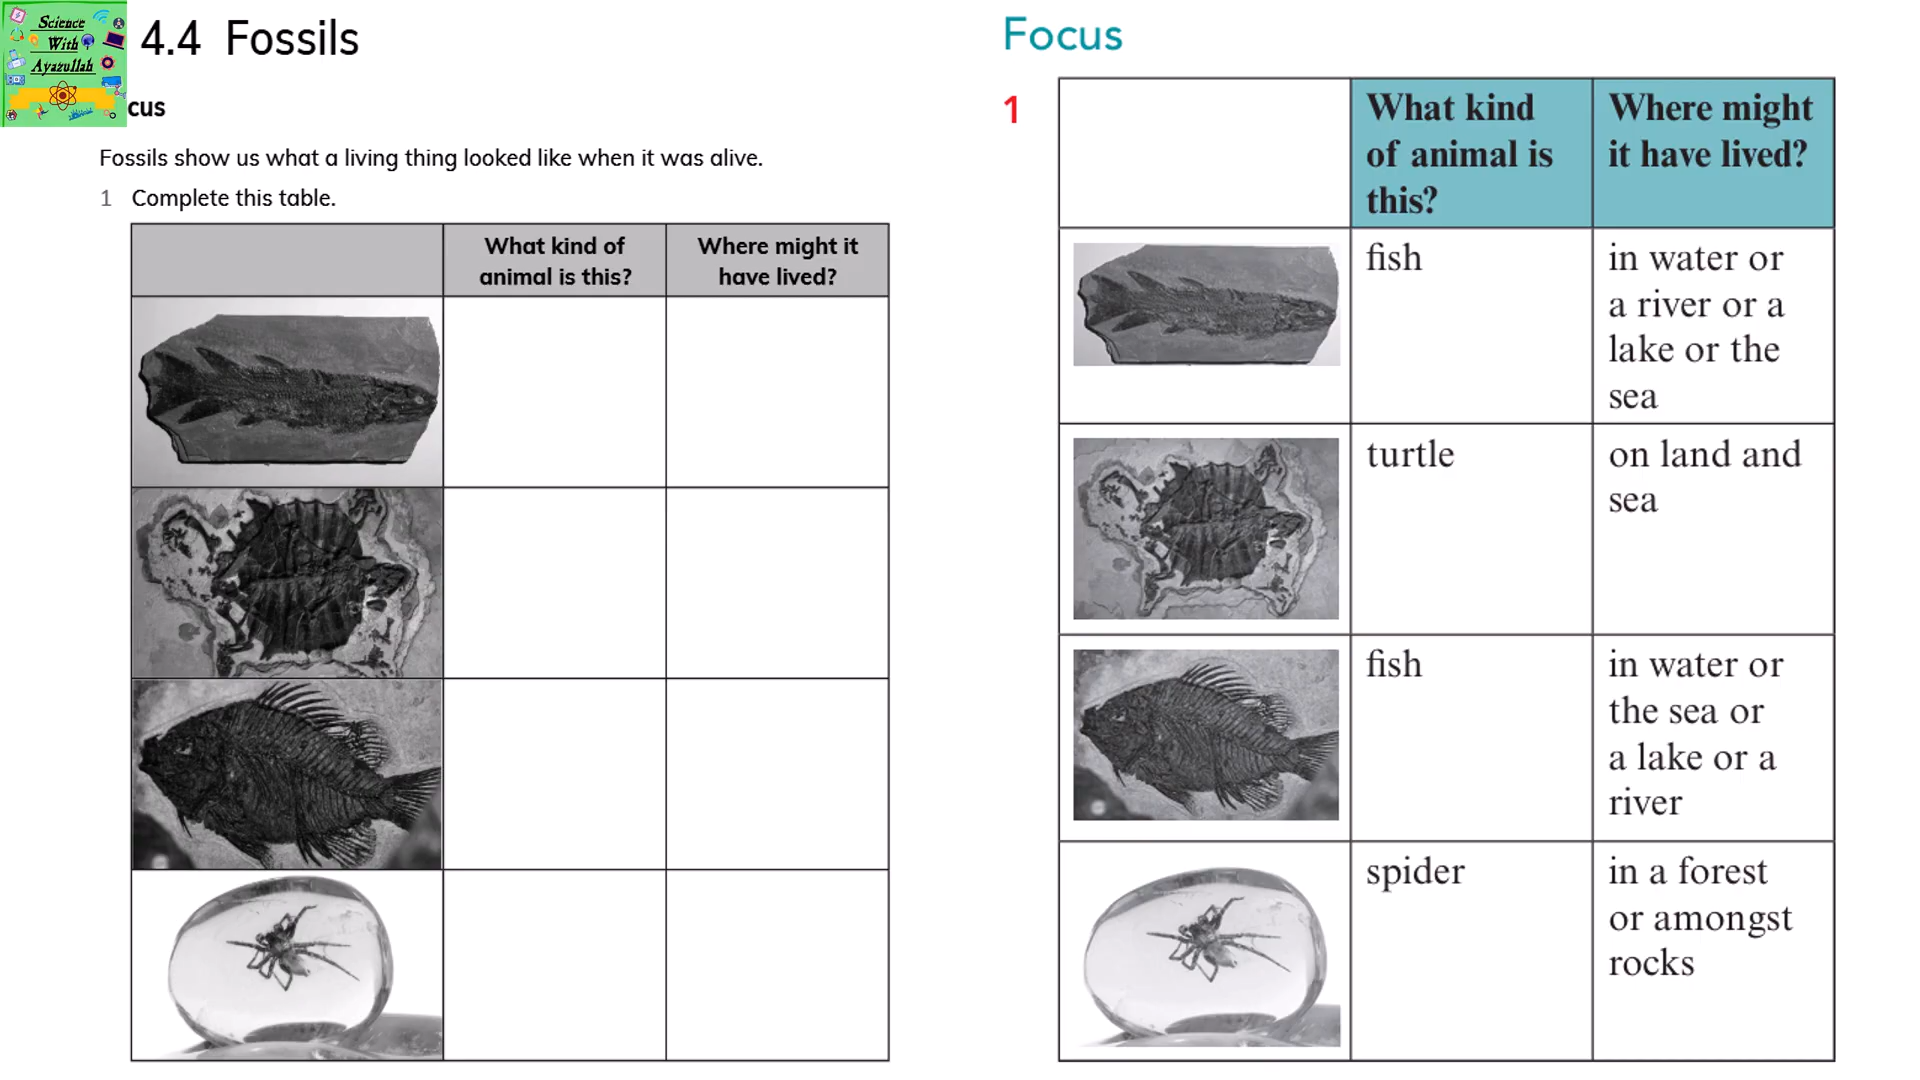 Science
With
Ayazullah
4.4 Fossils
cus
Fossils show us what a living thing looked like when it was alive.
1 Complete this table.
What kind of
animal is this?
Where might it
have lived?
Focus
1
What kind
of animal is
this?
Where might
it have lived?
fish
in water or
a river or a
lake or the
sea
turtle
on land and
sea
fish
in water or
the sea or
a lake or a
river
spider
in a forest
or amongst
rocks